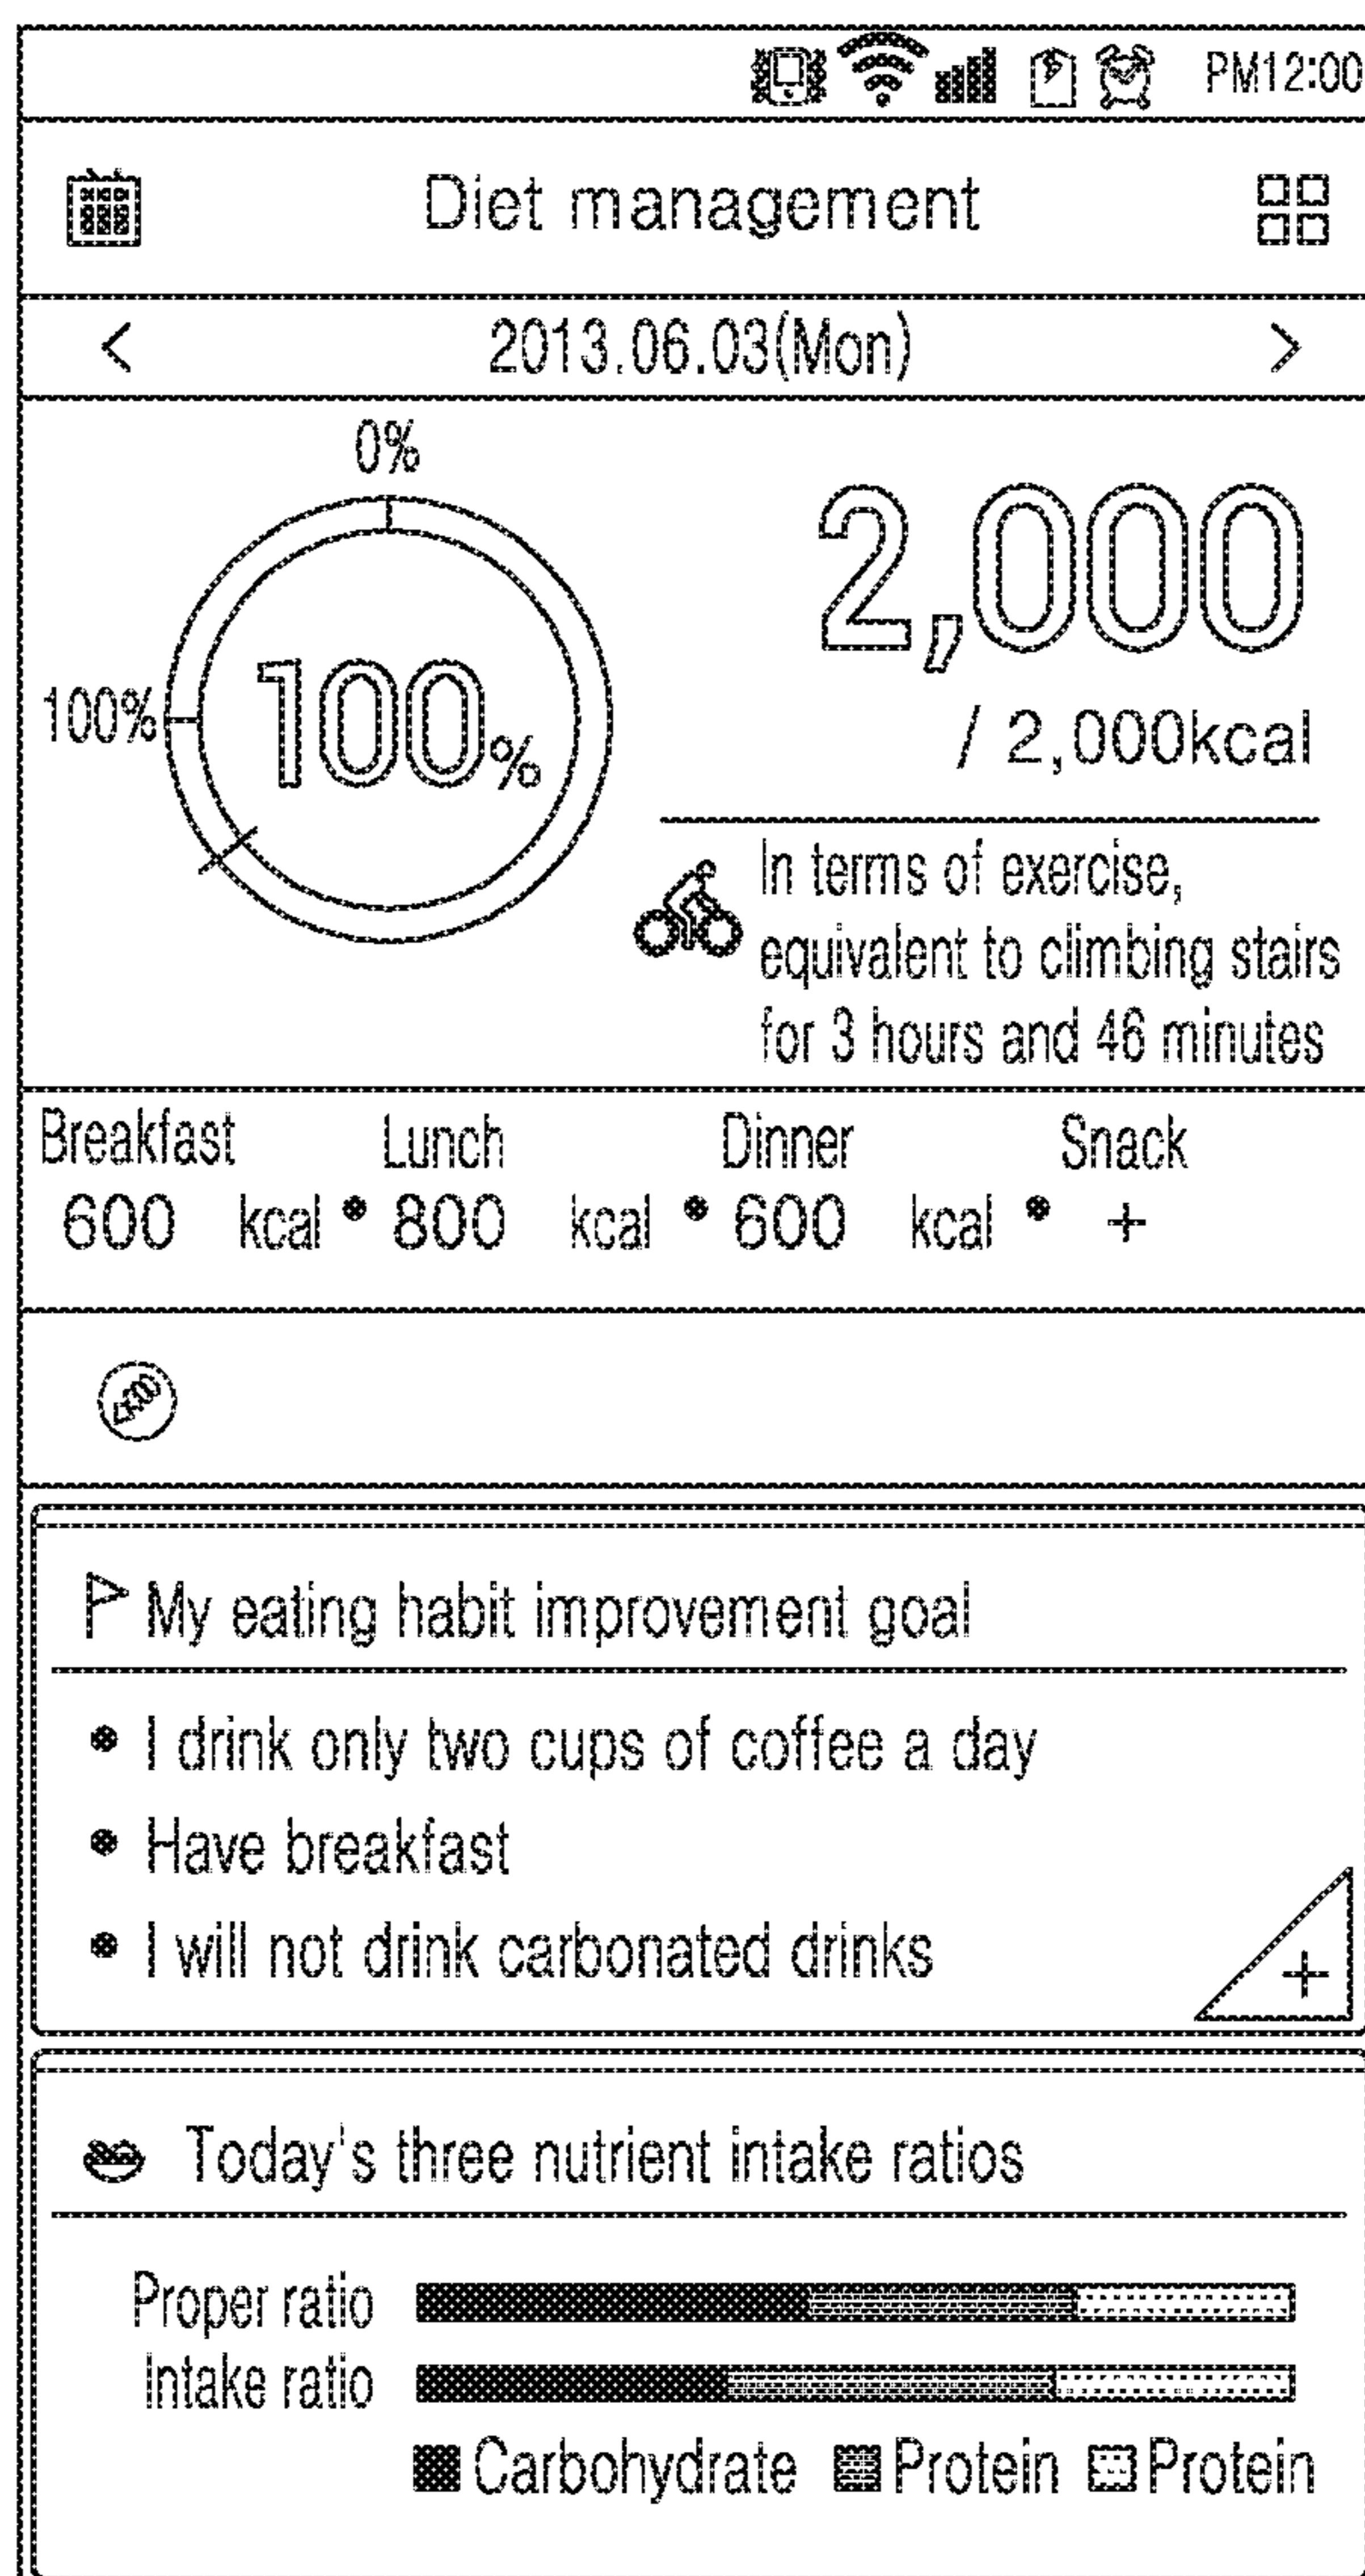 PM12:00
Diet management
< 2013.06.03(Mon) >
0%
100%
100%
2,000
/ 2,000kcal
In terms of exercise,
equivalent to climbing stairs
for 3 hours and 46 minutes
Breakfast Lunch Dinner Snack
600 kcal • 800 kcal • 600 kcal • +
My eating habit improvement goal
• I drink only two cups of coffee a day
• Have breakfast
• I will not drink carbonated drinks
+
Today's three nutrient intake ratios
Proper ratio
Intake ratio
Carbohydrate Protein Protein